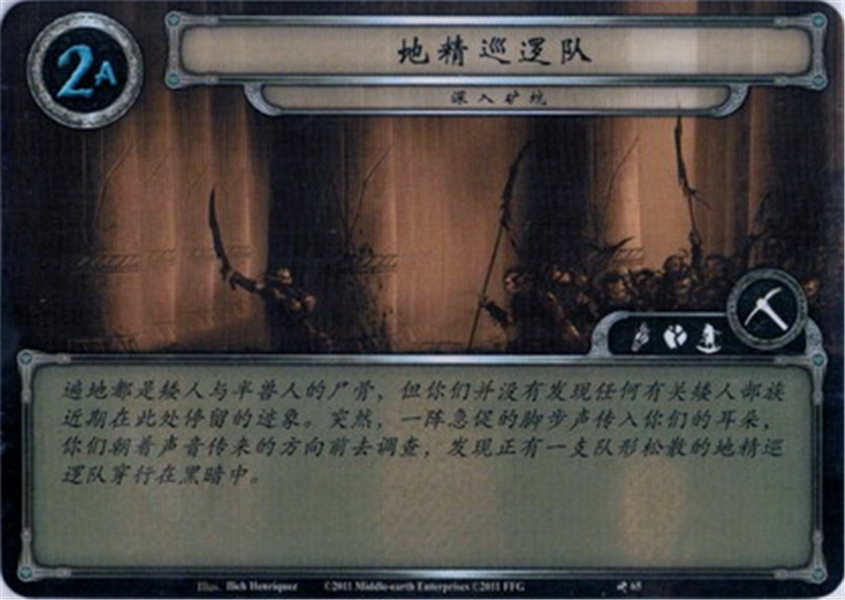 2A
地精巡逻队
深入矿坑
遍地都是矮人与半兽人的尸骨，但你们并没有发现任何有关矮人部族
近期在此处停留的迹象。突然，一阵急促的脚步声传入你们的耳朵，
你们朝着声音传来的方向前去调查，发现正有一支队形松散的地精巡
逻队穿行在黑暗中。
Illus. Ilich Henriquez ©2011 Middle-earth Enterprises ©2011 FFG 65